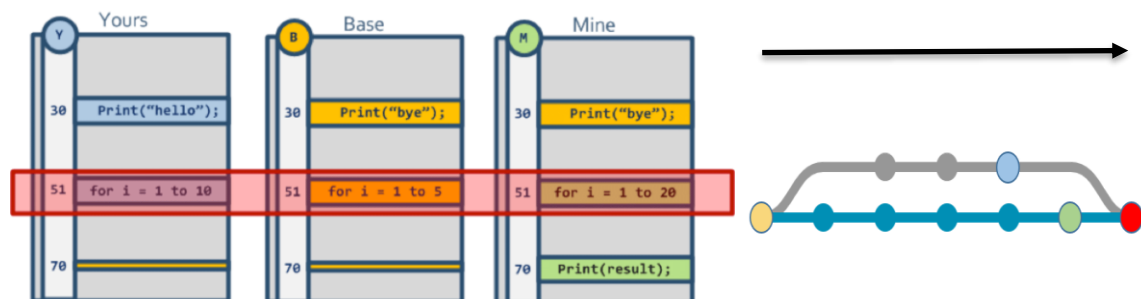 Yours
Base
Mine
Y
B
M
30 Print(“hello”);
30 Print(“bye”);
30 Print(“bye”);
51 for i = 1 to 10
51 for i = 1 to 5
51 for i = 1 to 20
70
70
70 Print(result);